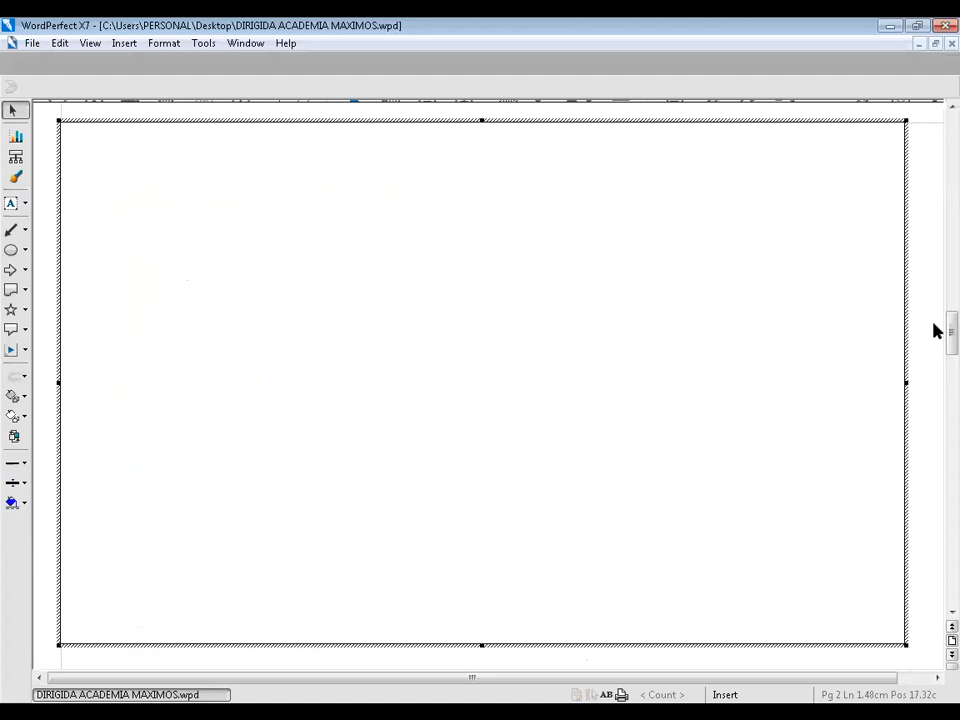 WordPerfect X7 - [C:\Users\PERSONAL\Desktop\DIRIGIDA ACADEMIA MAXIMOS.wpd]
File Edit View Insert Format Tools Window Help
A
DIRIGIDA ACADEMIA MAXIMOS.wpd AB < Count > Insert Pg 2 Ln 1.48cm Pos 17.32c